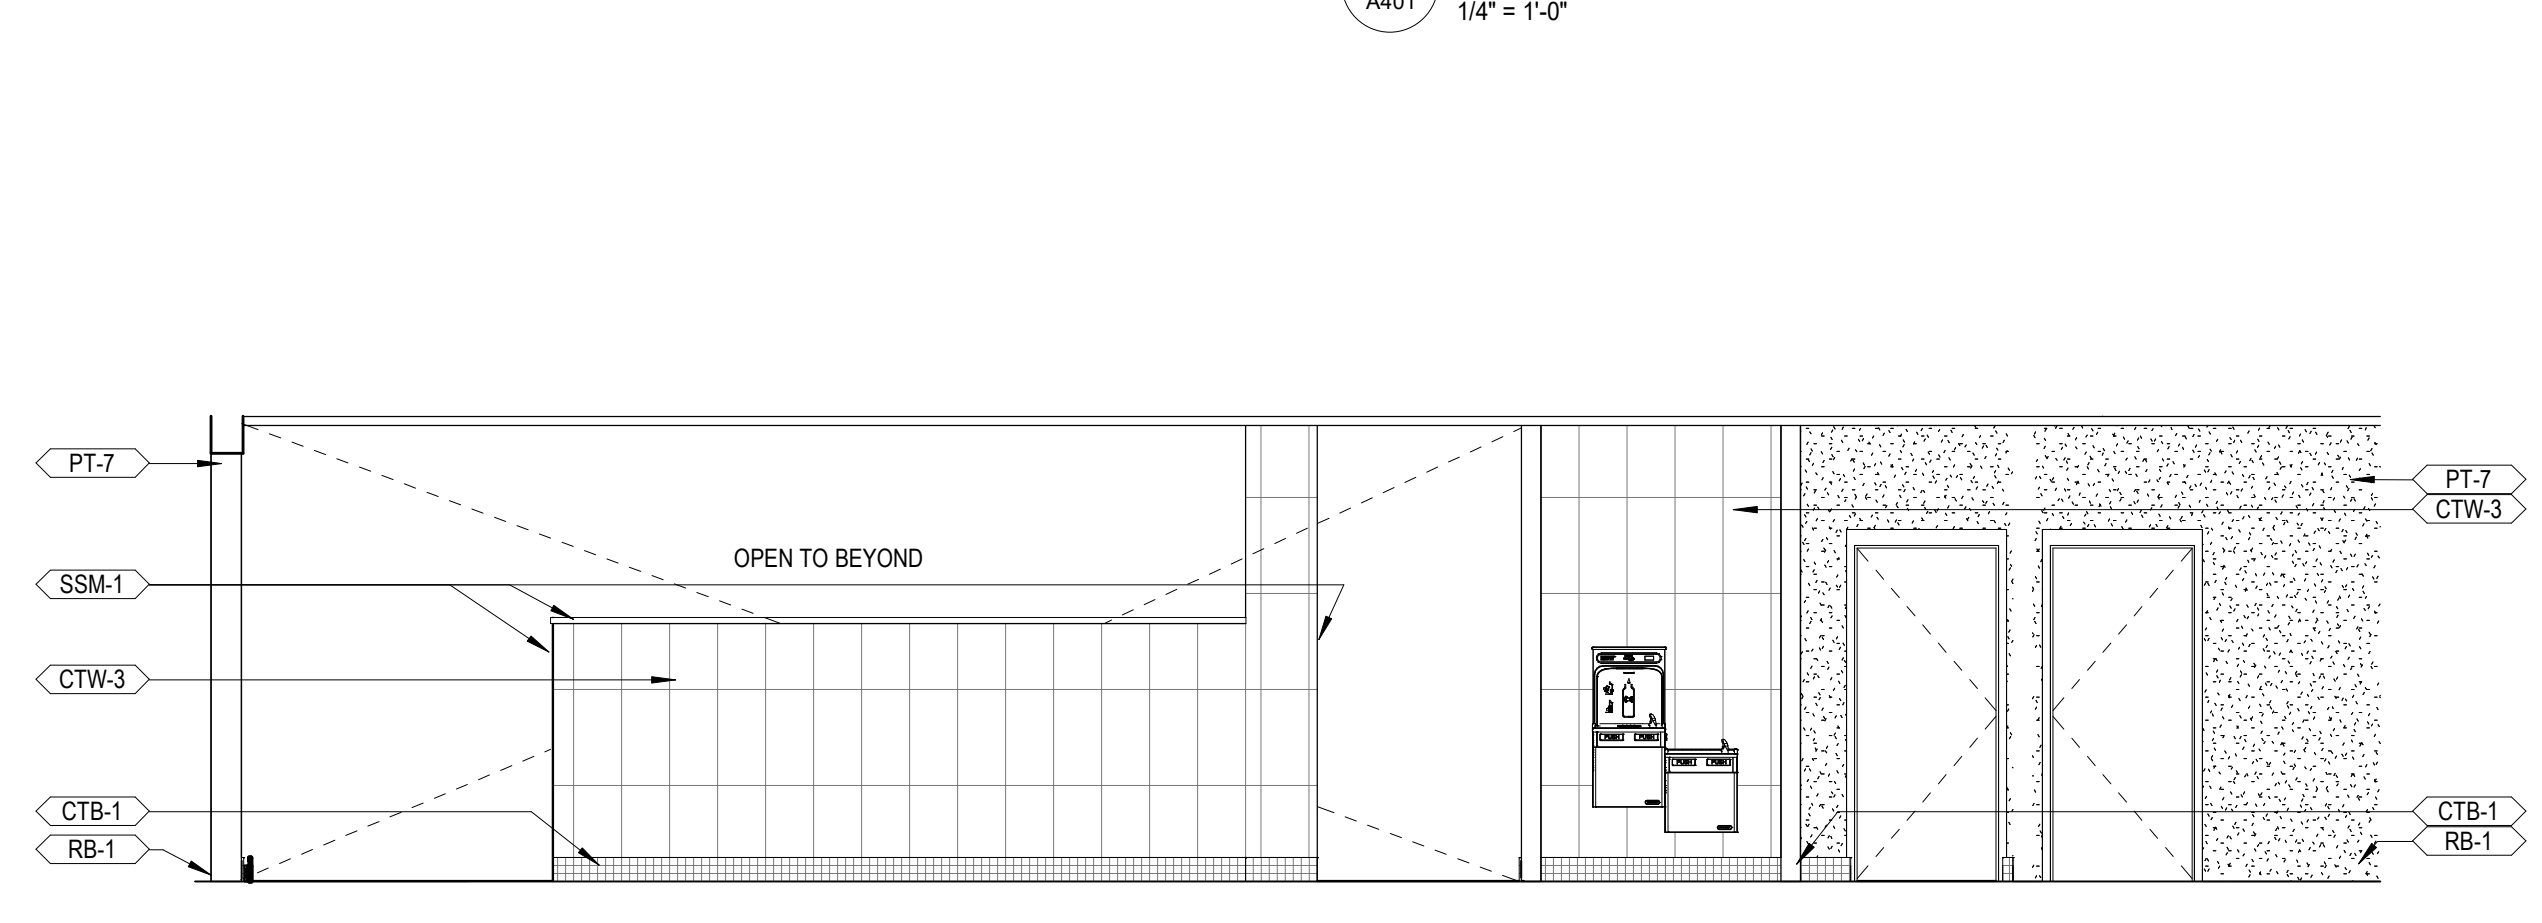 A401
1/4" = 1'-0"
PT-7
PT-7
CTW-3
OPEN TO BEYOND
SSM-1
CTW-3
PUSH PUSH
PUSH PUSH
CTB-1
CTB-1
RB-1
RB-1